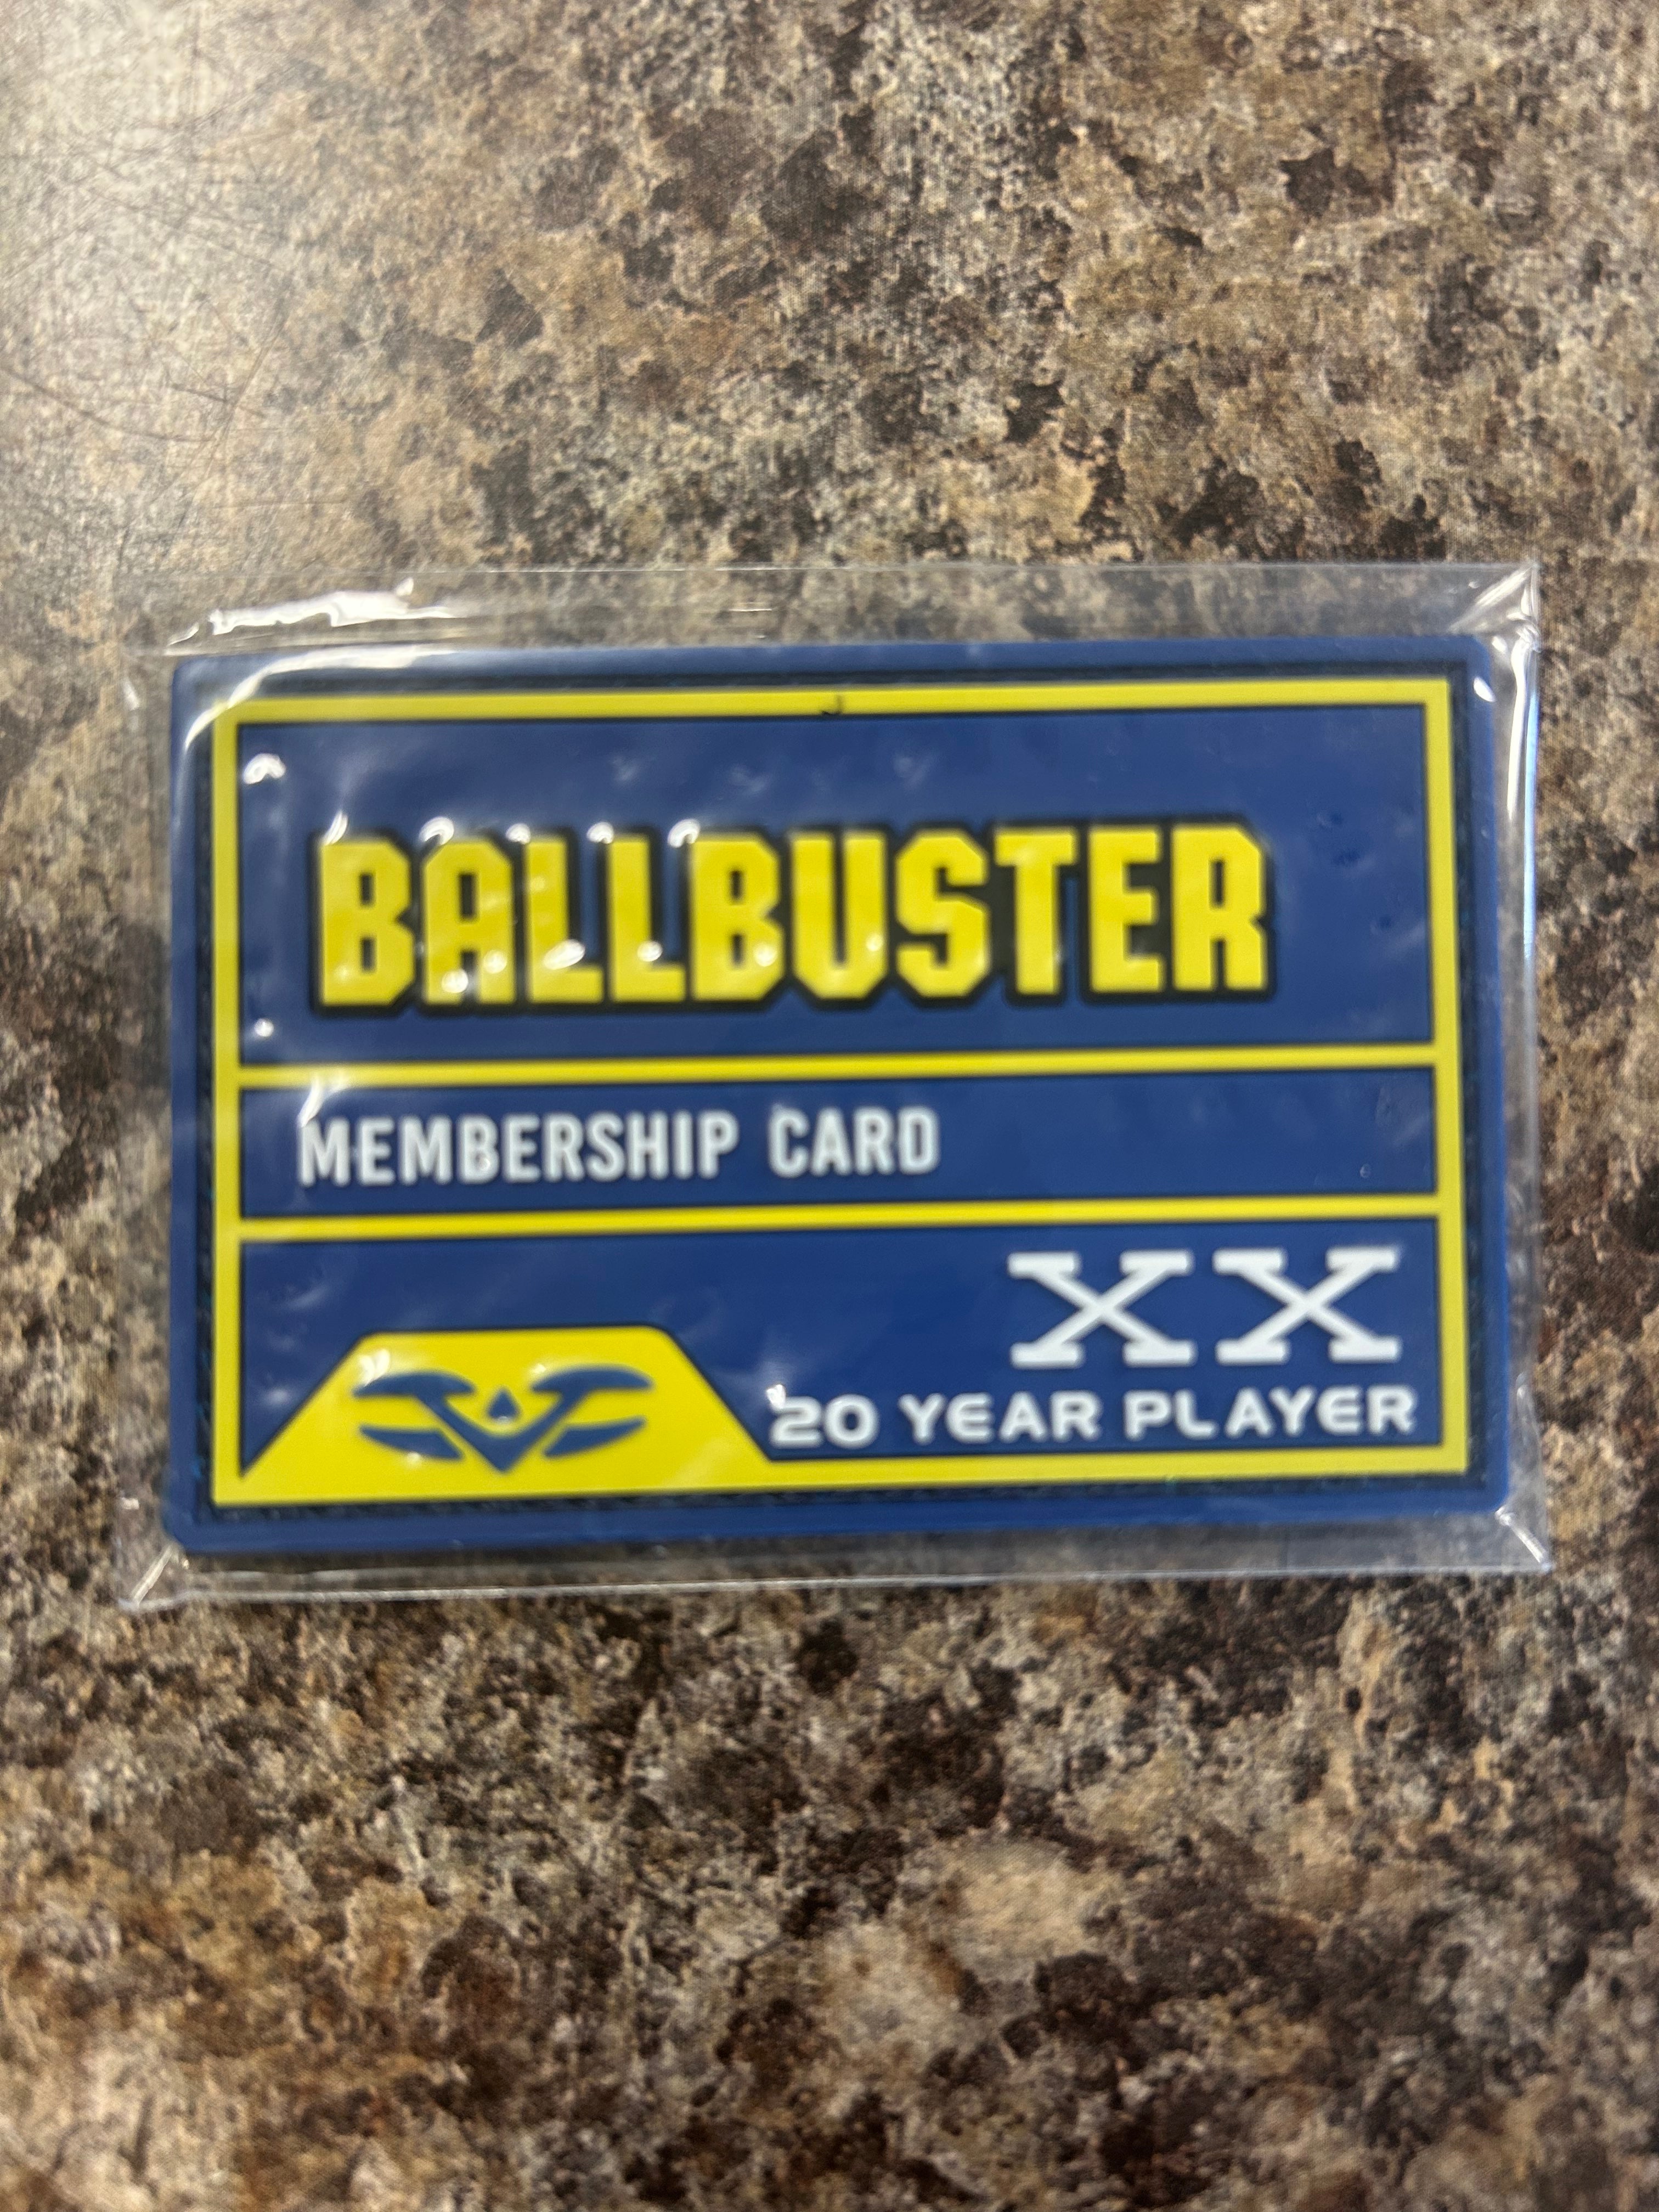 BALLBUSTER
MEMBERSHIP CARD
XX
20 YEAR PLAYER